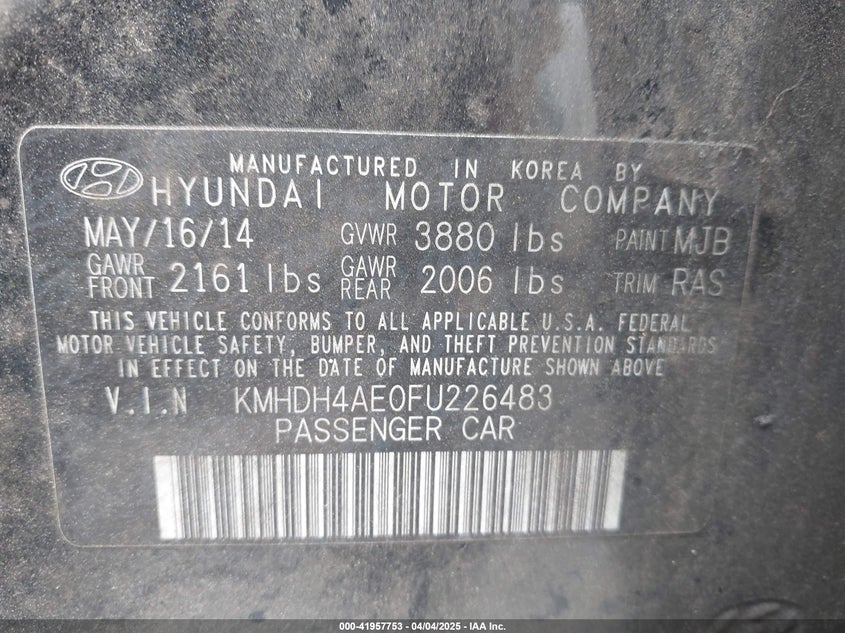 MANUFACTURED IN KOREA BY
HYUNDAI MOTOR COMPANY
MAY/16/14 GVWR 3880 lbs PAINT MJB
GAWR FRONT 2161 lbs GAWR REAR 2006 lbs TRIM RAS
THIS VEHICLE CONFORMS TO ALL APPLICABLE U.S.A. FEDERAL
MOTOR VEHICLE SAFETY, BUMPER, AND THEFT PREVENTION STANDARDS
IN EFFECT ON THE DATE OF MANUFACTURE SHOWN ABOVE
V.I.N KMHDH4AE0FU226483
PASSENGER CAR
000-41957753 - 04/04/2025 - IAA Inc.